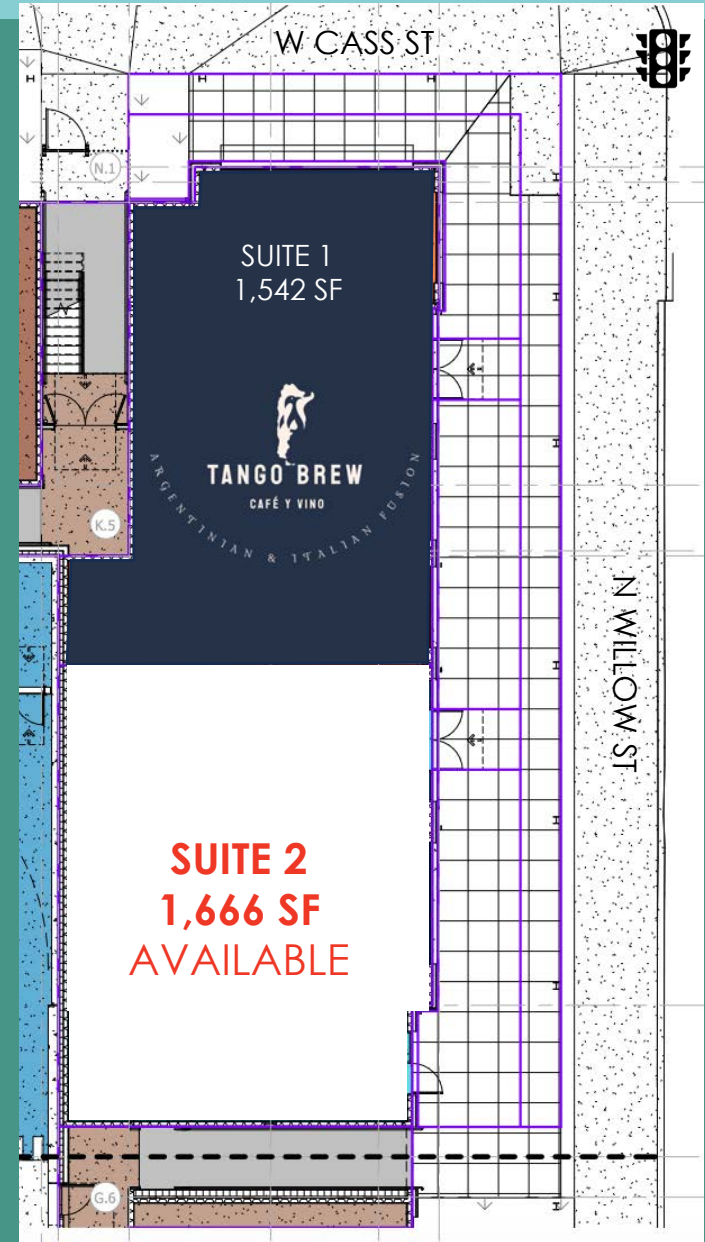 W CASS ST
N.1
SUITE 1
1,542 SF
TANGO BREW
CAFÉ Y VINO
ARGENTINIAN & ITALIAN FUSION
K.5
N WILLOW ST
SUITE 2
1,666 SF
AVAILABLE
G.6